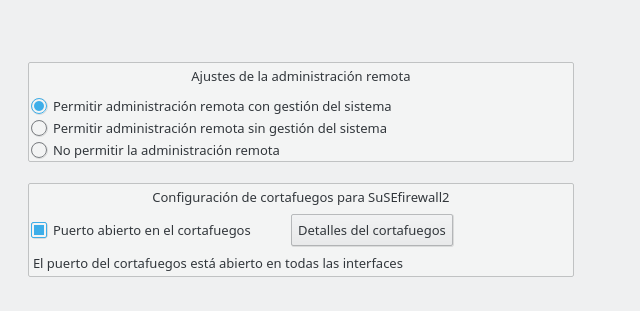 Ajustes de la administración remota
Permitir administración remota con gestión del sistema
Permitir administración remota sin gestión del sistema
No permitir la administración remota
Configuración de cortafuegos para SuSEfirewall2
Puerto abierto en el cortafuegos
Detalles del cortafuegos
El puerto del cortafuegos está abierto en todas las interfaces